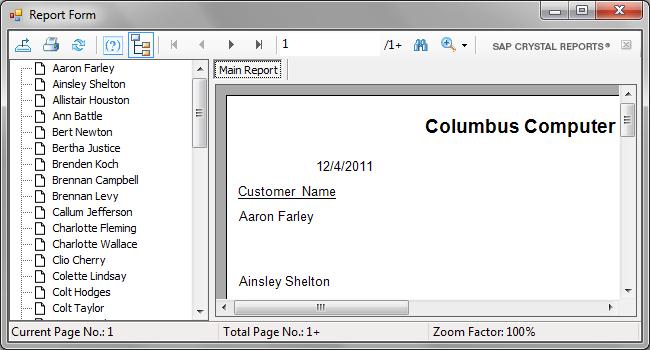 Report Form
1
/1+
SAP CRYSTAL REPORTS®
Aaron Farley
Ainsley Shelton
Allistair Houston
Ann Battle
Bert Newton
Bertha Justice
Brenden Koch
Brennan Campbell
Brennan Levy
Callum Jefferson
Charlotte Fleming
Charlotte Wallace
Clio Cherry
Colette Lindsay
Colt Hodges
Colt Taylor
Main Report
Columbus Computer
12/4/2011
Customer Name
Aaron Farley
Ainsley Shelton
Current Page No.: 1
Total Page No.: 1+
Zoom Factor: 100%